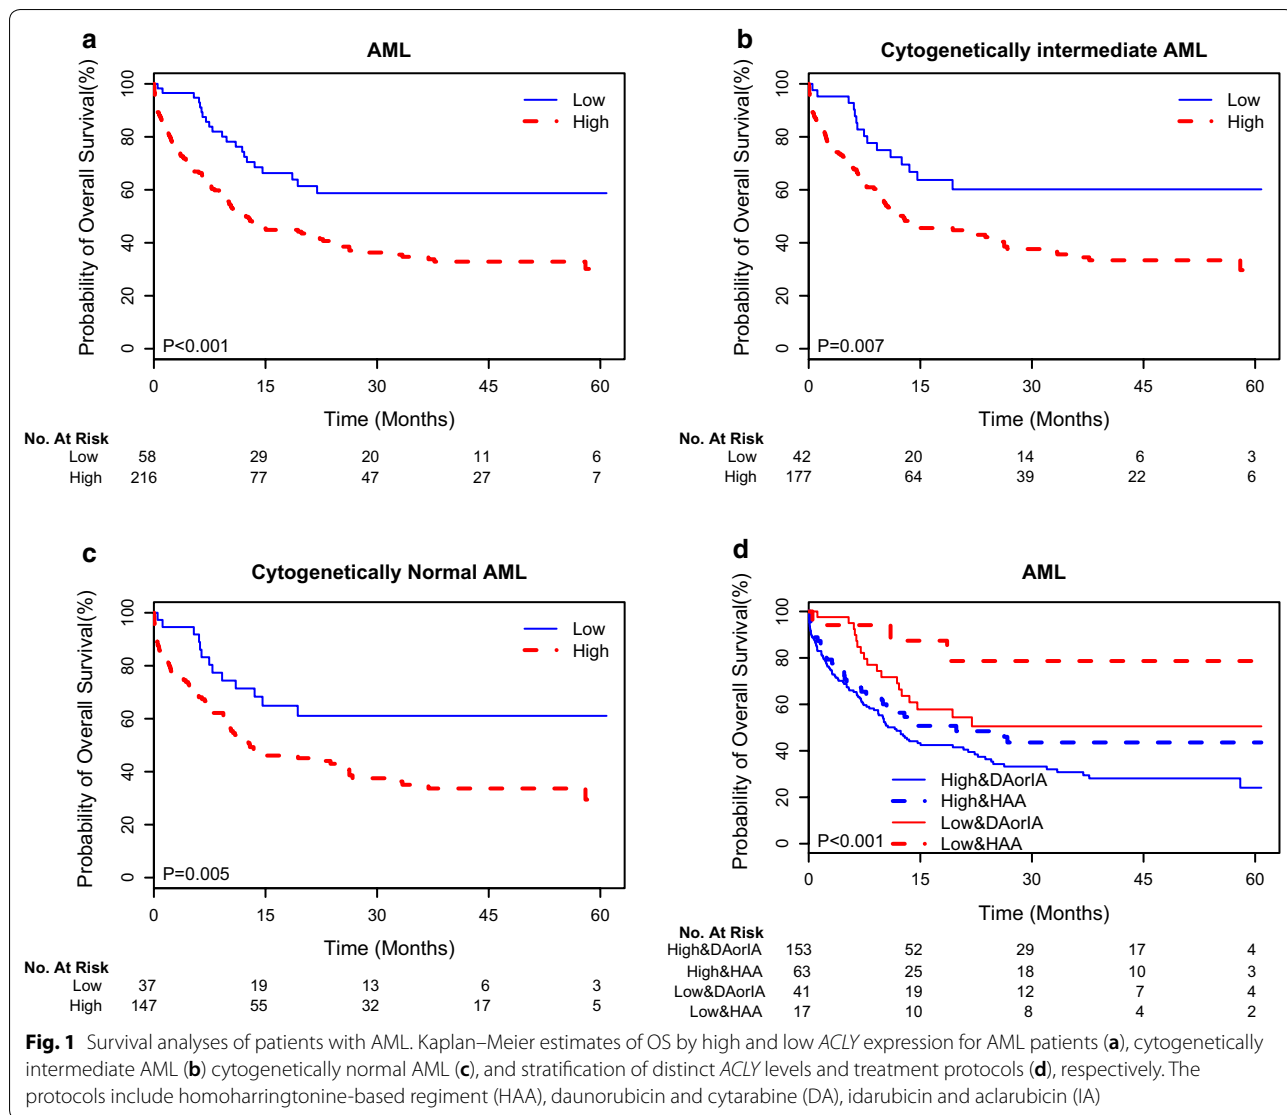 a
AML
Probability of Overall Survival(%)
100
80
60
40
20
0
Low
High
P<0.001
0 15 30 45 60
Time (Months)
No. At Risk
Low 58 29 20 11 6
High 216 77 47 27 7
b
Cytogenetically intermediate AML
Probability of Overall Survival(%)
100
80
60
40
20
0
Low
High
P=0.007
0 15 30 45 60
Time (Months)
No. At Risk
Low 42 20 14 6 3
High 177 64 39 22 6
c
Cytogenetically Normal AML
Probability of Overall Survival(%)
100
80
60
40
20
0
Low
High
P=0.005
0 15 30 45 60
Time (Months)
No. At Risk
Low 37 19 13 6 3
High 147 55 32 17 5
d
AML
Probability of Overall Survival(%)
100
80
60
40
20
0
High&DAorIA
High&HAA
Low&DAorIA
Low&HAA
P<0.001
0 15 30 45 60
Time (Months)
No. At Risk
High&DAorIA 153 52 29 17 4
High&HAA 63 25 18 10 3
Low&DAorIA 41 19 12 7 4
Low&HAA 17 10 8 4 2
Fig. 1 Survival analyses of patients with AML. Kaplan–Meier estimates of OS by high and low ACLY expression for AML patients (a), cytogenetically
intermediate AML (b) cytogenetically normal AML (c), and stratification of distinct ACLY levels and treatment protocols (d), respectively. The
protocols include homoharringtonine-based regiment (HAA), daunorubicin and cytarabine (DA), idarubicin and aclarubicin (IA)